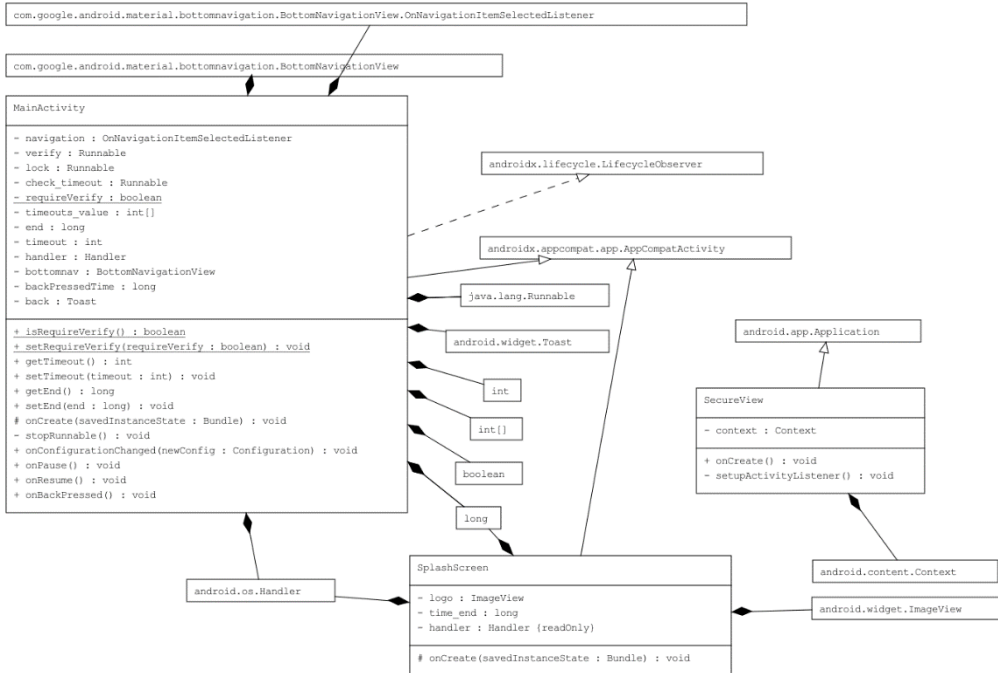 com.google.android.material.bottomnavigation.BottomNavigationView.OnNavigationItemSelectedListener
com.google.android.material.bottomnavigation.BottomNavigationView
MainActivity
- navigation : OnNavigationItemSelectedListener
- verify : Runnable
- lock : Runnable
- check_timeout : Runnable
- requireVerify : boolean
- timeouts_value : int[]
- end : long
- timeout : int
- handler : Handler
- bottomnav : BottomNavigationView
- backPressedTime : long
- back : Toast
+ isRequireVerify() : boolean
+ setRequireVerify(requireVerify : boolean) : void
+ getTimeout() : int
+ setTimeout(timeout : int) : void
+ getEnd() : long
+ setEnd(end : long) : void
# onCreate(savedInstanceState : Bundle) : void
- stopRunnable() : void
+ onConfigurationChanged(newConfig : Configuration) : void
+ onPause() : void
+ onResume() : void
+ onBackPressed() : void
androidx.lifecycle.LifecycleObserver
androidx.appcompat.app.AppCompatActivity
java.lang.Runnable
android.widget.Toast
int
int[]
boolean
long
android.app.Application
SecureView
- context : Context
+ onCreate() : void
- setupActivityListener() : void
android.content.Context
android.widget.ImageView
android.os.Handler
SplashScreen
- logo : ImageView
- time_end : long
- handler : Handler {readOnly}
# onCreate(savedInstanceState : Bundle) : void